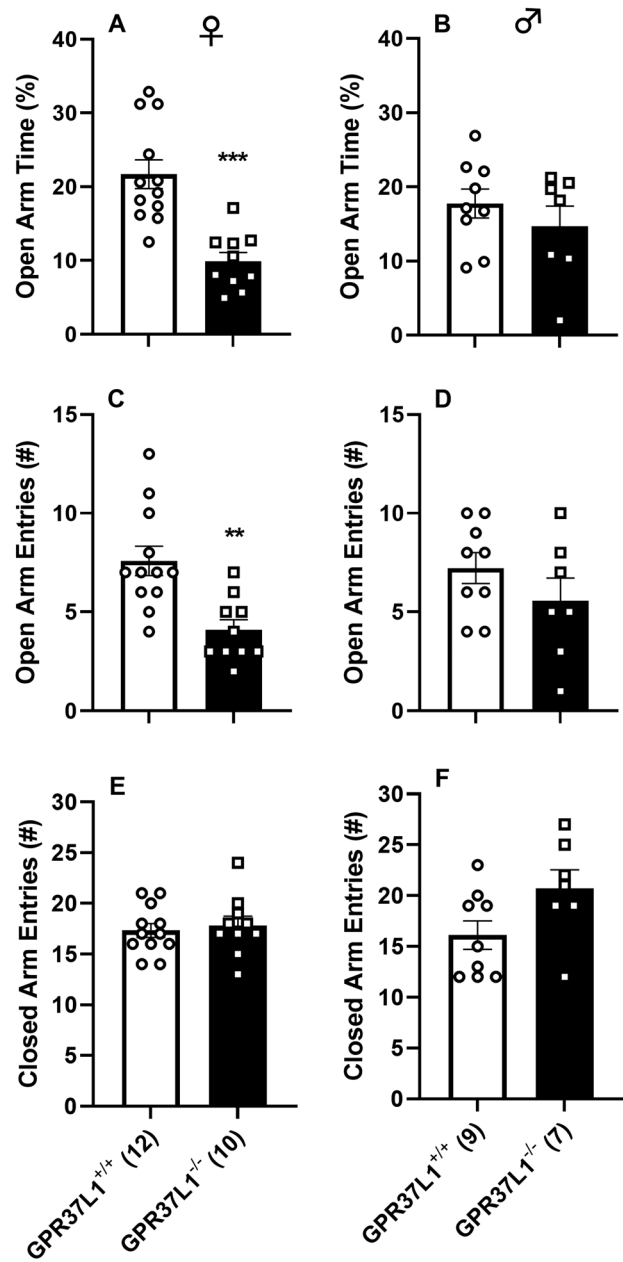 A ♀
Open Arm Time (%)
40
30
20
10
0
***
B ♂
Open Arm Time (%)
40
30
20
10
0
C
Open Arm Entries (#)
15
10
5
0
**
D
Open Arm Entries (#)
15
10
5
0
E
Closed Arm Entries (#)
30
25
20
15
10
5
0
GPR37L1+/+ (12)
GPR37L1-/- (10)
F
Closed Arm Entries (#)
30
25
20
15
10
5
0
GPR37L1+/+ (9)
GPR37L1-/- (7)